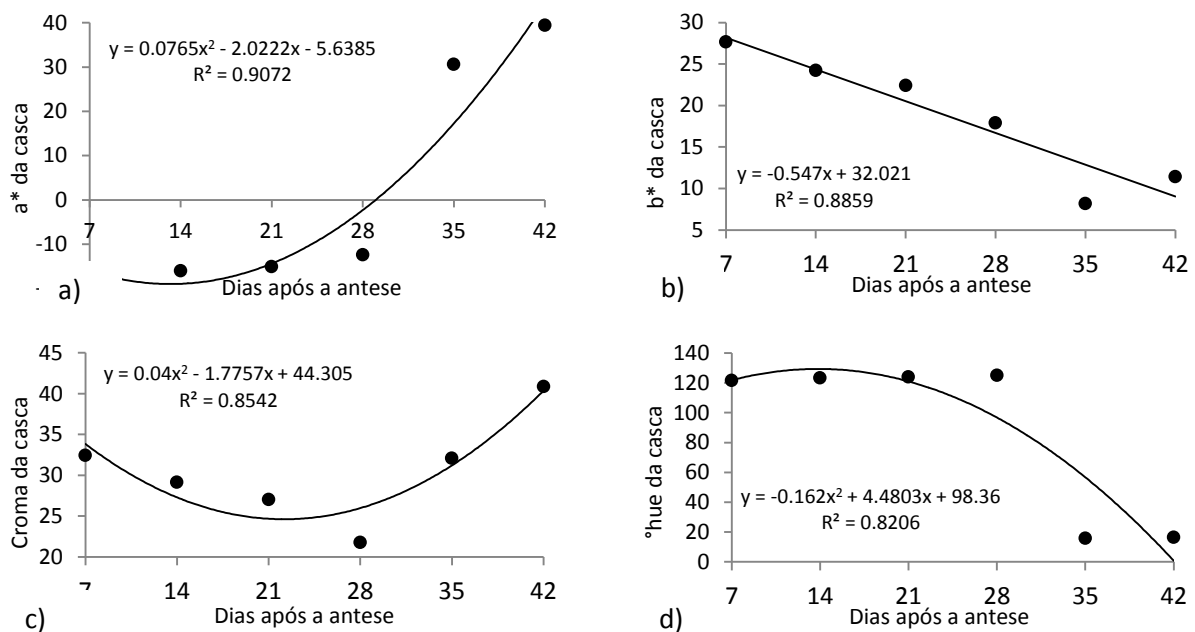 a* da casca
40
30
20
10
0
-10
y = 0.0765x² - 2.0222x - 5.6385
R² = 0.9072
7 14 21 28 35 42
Dias após a antese
a)
b* da casca
30
25
20
15
10
5
y = -0.547x + 32.021
R² = 0.8859
7 14 21 28 35 42
Dias após a antese
b)
Croma da casca
45
40
35
30
25
20
y = 0.04x² - 1.7757x + 44.305
R² = 0.8542
7 14 21 28 35 42
Dias após a antese
c)
°hue da casca
140
120
100
80
60
40
20
0
y = -0.162x² + 4.4803x + 98.36
R² = 0.8206
7 14 21 28 35 42
Dias após a antese
d)